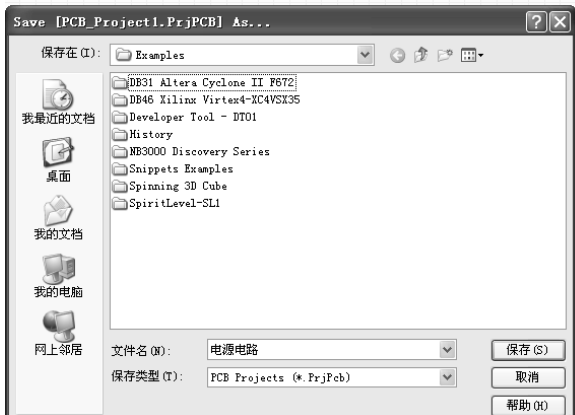 Save [PCB_Project1.PrjPCB] As...
保存在(I):
Examples
我最近的文档
桌面
我的文档
我的电脑
网上邻居
DB31 Altera Cyclone II F672
DB46 Xilinx Virtex4-XC4VSX35
Developer Tool - DT01
History
NB3000 Discovery Series
Snippets Examples
Spinning 3D Cube
SpiritLevel-SL1
文件名(N):
电源电路
保存(S)
保存类型(T):
PCB Projects (*.PrjPcb)
取消
帮助(H)